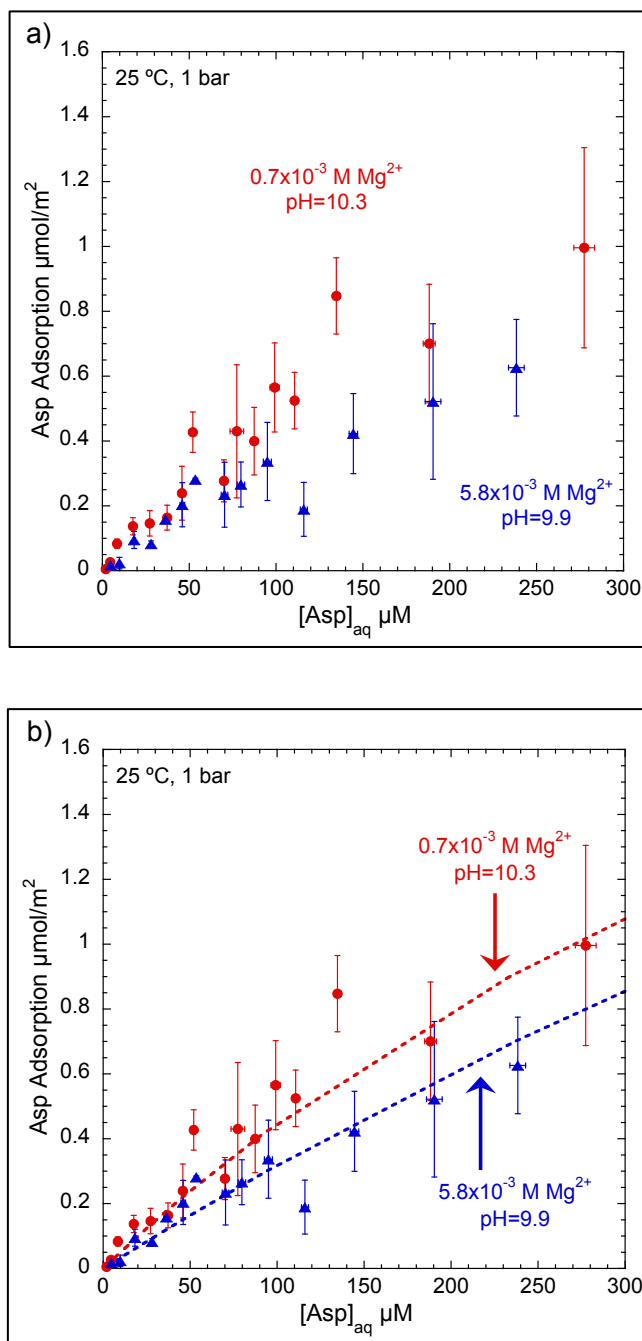 a)
25 ºC, 1 bar
0.7x10⁻³ M Mg²⁺
pH=10.3
5.8x10⁻³ M Mg²⁺
pH=9.9
Asp Adsorption µmol/m²
1.6
1.4
1.2
1
0.8
0.6
0.4
0.2
0
0 50 100 150 200 250 300
[Asp]aq µM
b)
25 ºC, 1 bar
0.7x10⁻³ M Mg²⁺
pH=10.3
5.8x10⁻³ M Mg²⁺
pH=9.9
Asp Adsorption µmol/m²
1.6
1.4
1.2
1
0.8
0.6
0.4
0.2
0
0 50 100 150 200 250 300
[Asp]aq µM